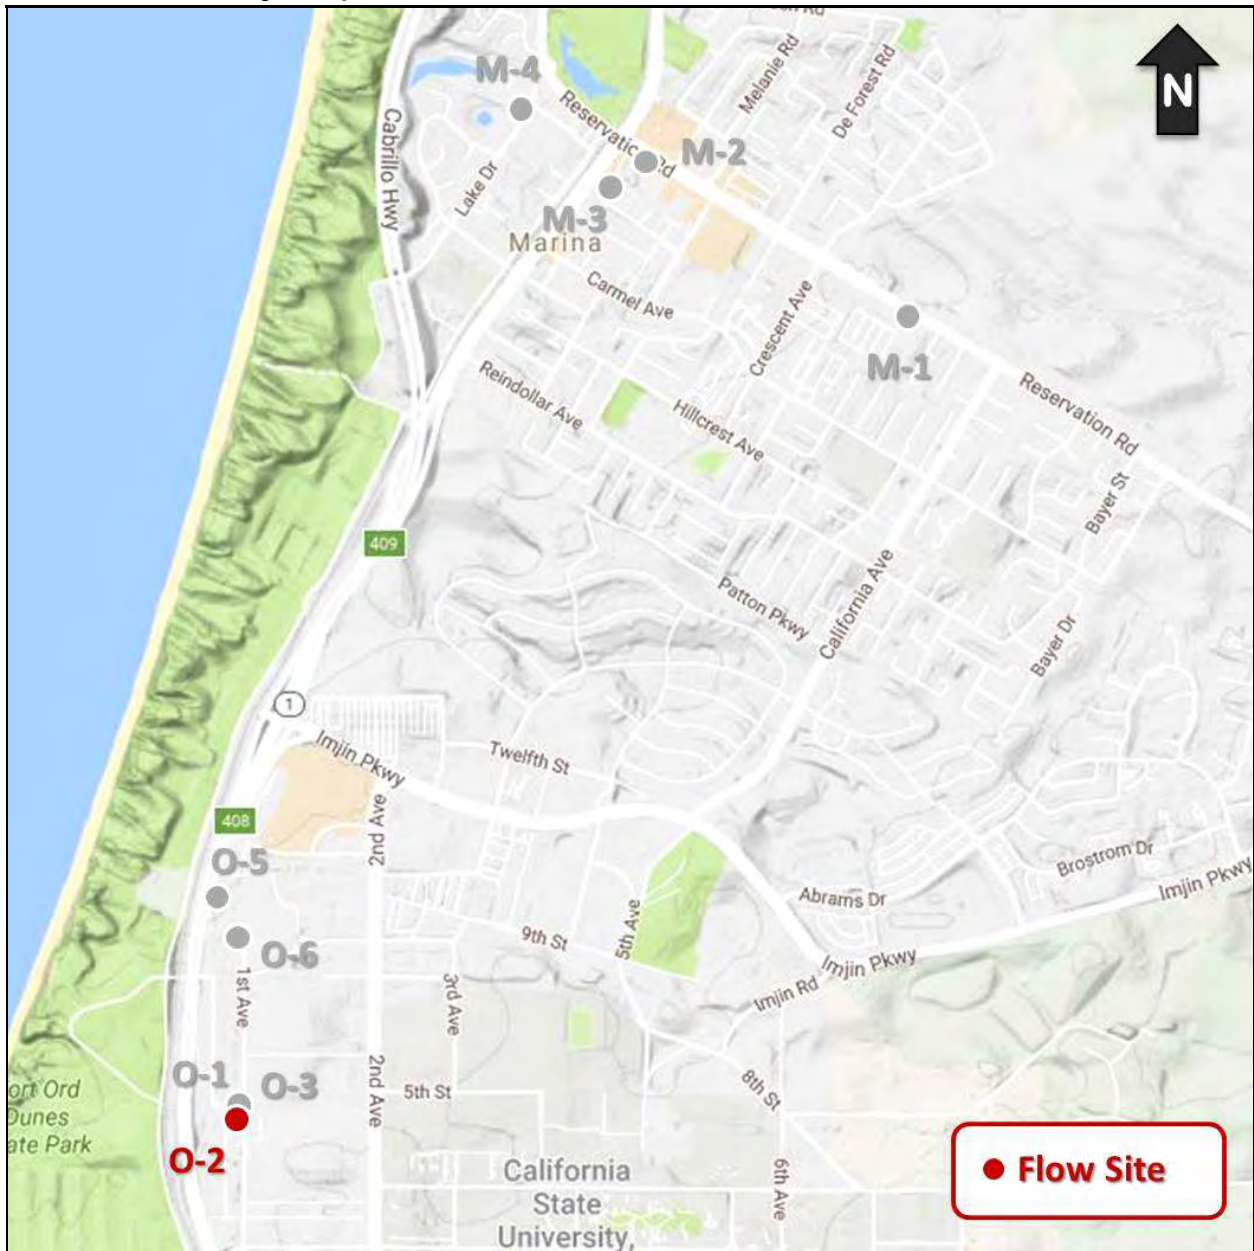 Melanie Rd
De Forest Rd
N
M-4
Cabrillo Hwy
Reservation Rd
M-2
Lake Dr
M-3
Marina
Carmel Ave
Crescent Ave
M-1
Reindollar Ave
Hillcrest Ave
Reservation Rd
Bayer St
409
California Ave
Patton Pkwy
Bayer Dr
1
Imjin Pkwy
Twelfth St
408
2nd Ave
O-5
Brostrom Dr
Imjin Pkwy
Abrams Dr
5th Ave
9th St
O-6
Imjin Pkwy
1st Ave
3rd Ave
Imjin Rd
O-1
O-3
2nd Ave
5th St
8th St
ort Ord
Dunes
ate Park
O-2
California
State
University,
6th Ave
Flow Site